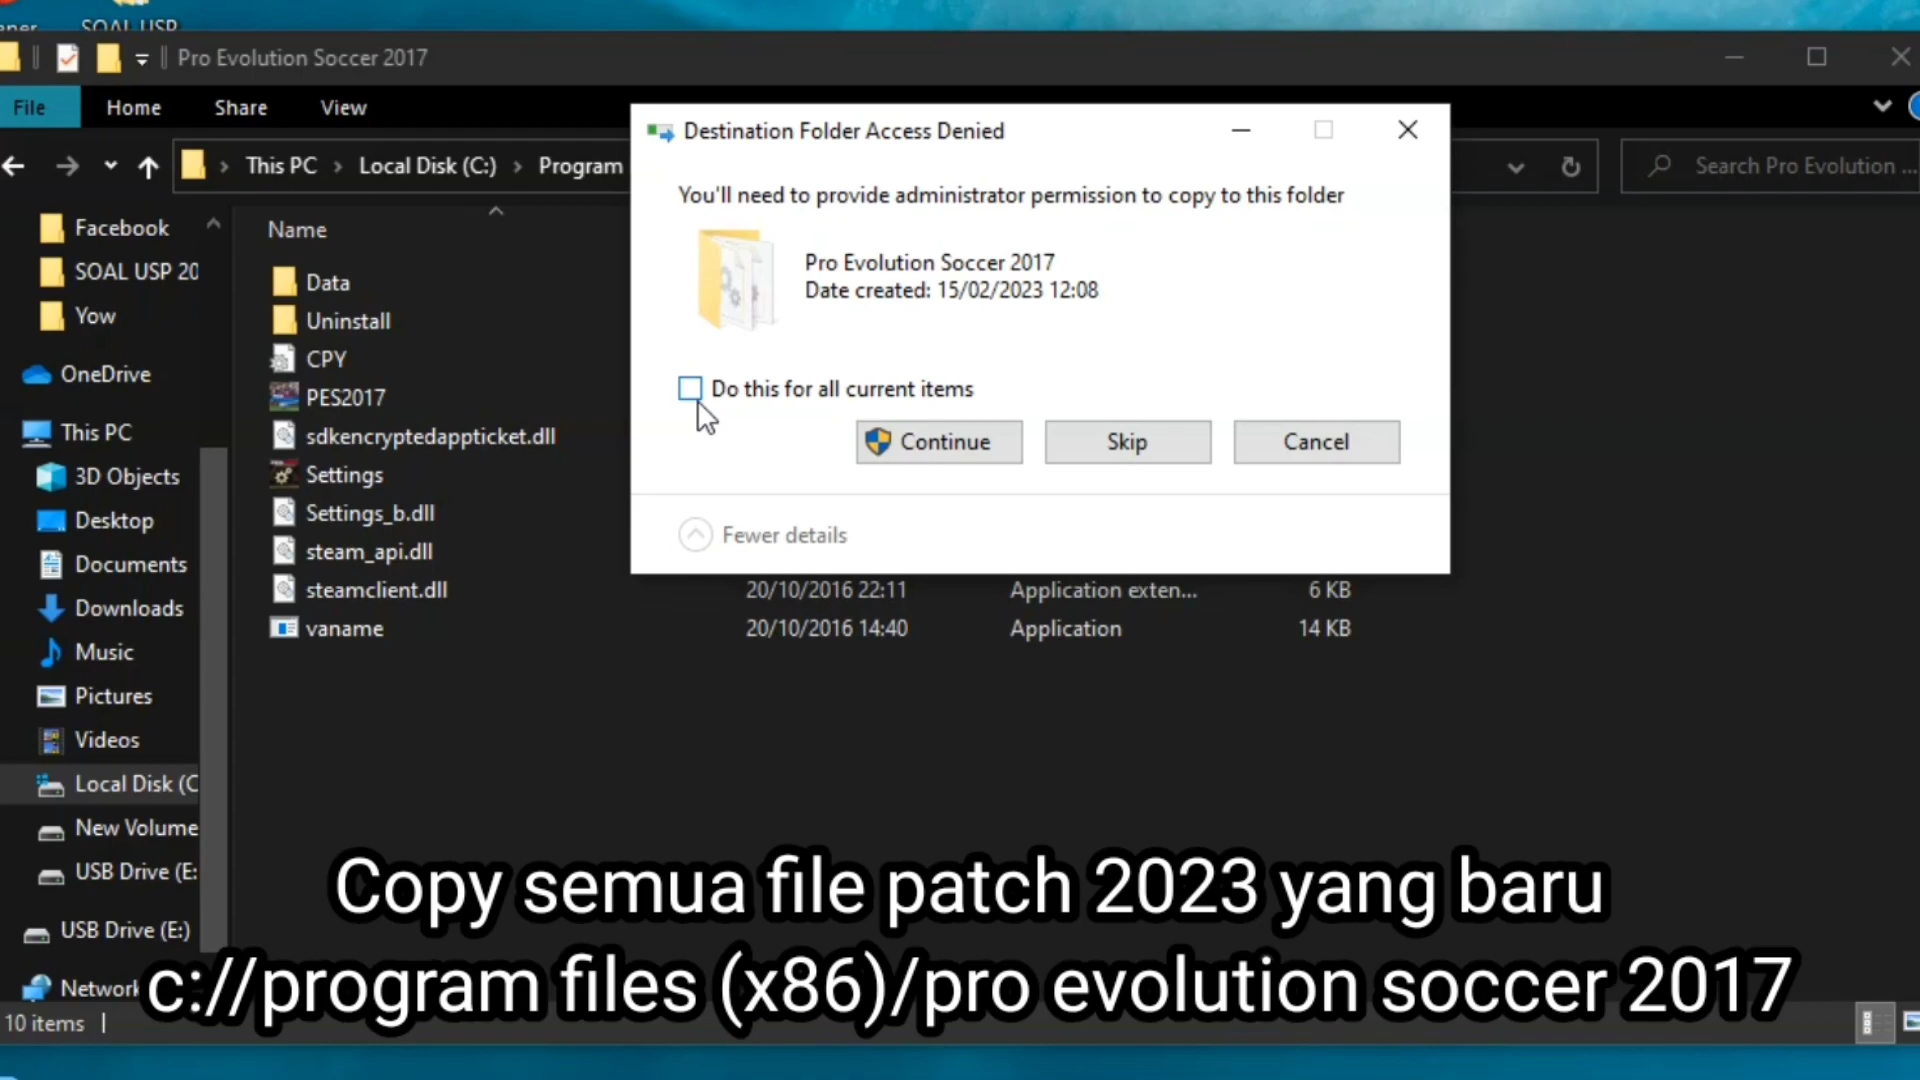 SOAL USP
Pro Evolution Soccer 2017
File Home Share View
This PC Local Disk (C:) Program
Search Pro Evolution ...
Facebook
SOAL USP 20
Yow
OneDrive
This PC
3D Objects
Desktop
Documents
Downloads
Music
Pictures
Videos
Local Disk (C
New Volume
USB Drive (E:
USB Drive (E:)
Network
10 items
Name
Data
Uninstall
CPY
PES2017
sdkencryptedappticket.dll
Settings
Settings_b.dll
steam_api.dll
steamclient.dll 20/10/2016 22:11 Application exten... 6 KB
vaname 20/10/2016 14:40 Application 14 KB
Destination Folder Access Denied
You'll need to provide administrator permission to copy to this folder
Pro Evolution Soccer 2017
Date created: 15/02/2023 12:08
Do this for all current items
Continue Skip Cancel
Fewer details
Copy semua file patch 2023 yang baru
c://program files (x86)/pro evolution soccer 2017